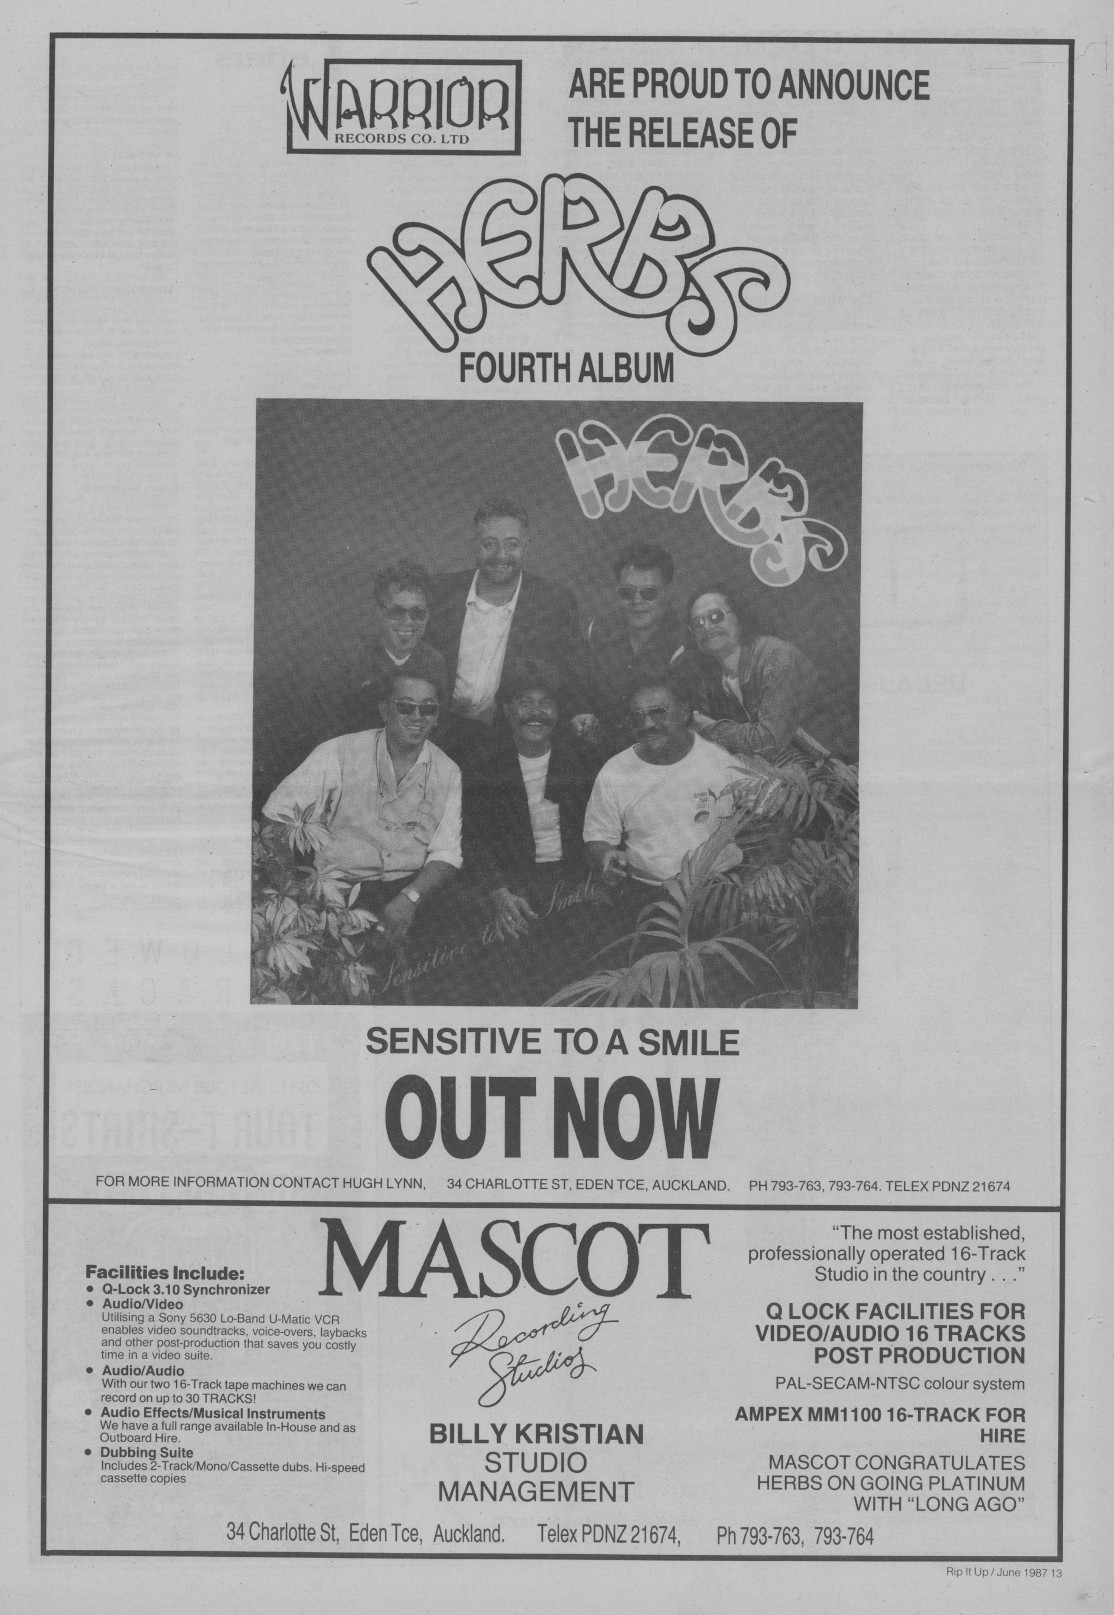 WARRIOR
RECORDS CO. LTD
ARE PROUD TO ANNOUNCE
THE RELEASE OF
HERBS
FOURTH ALBUM
HERBS
Sensitive to a Smile
SENSITIVE TO A SMILE
OUT NOW
FOR MORE INFORMATION CONTACT HUGH LYNN, 34 CHARLOTTE ST, EDEN TCE, AUCKLAND. PH 793-763, 793-764. TELEX PDNZ 21674
MASCOT
Recording
Studios
BILLY KRISTIAN
STUDIO
MANAGEMENT
Facilities Include:
• Q-Lock 3.10 Synchronizer
• Audio/Video
Utilising a Sony 5630 Lo-Band U-Matic VCR
enables video soundtracks, voice-overs, laybacks
and other post-production that saves you costly
time in a video suite.
• Audio/Audio
With our two 16-Track tape machines we can
record on up to 30 TRACKS!
• Audio Effects/Musical Instruments
We have a full range available In-House and as
Outboard Hire.
• Dubbing Suite
Includes 2-Track/Mono/Cassette dubs. Hi-speed
cassette copies
“The most established,
professionally operated 16-Track
Studio in the country . . .”
Q LOCK FACILITIES FOR
VIDEO/AUDIO 16 TRACKS
POST PRODUCTION
PAL-SECAM-NTSC colour system
AMPEX MM1100 16-TRACK FOR
HIRE
MASCOT CONGRATULATES
HERBS ON GOING PLATINUM
WITH “LONG AGO”
34 Charlotte St, Eden Tce, Auckland. Telex PDNZ 21674, Ph 793-763, 793-764
Rip It Up / June 1987 13